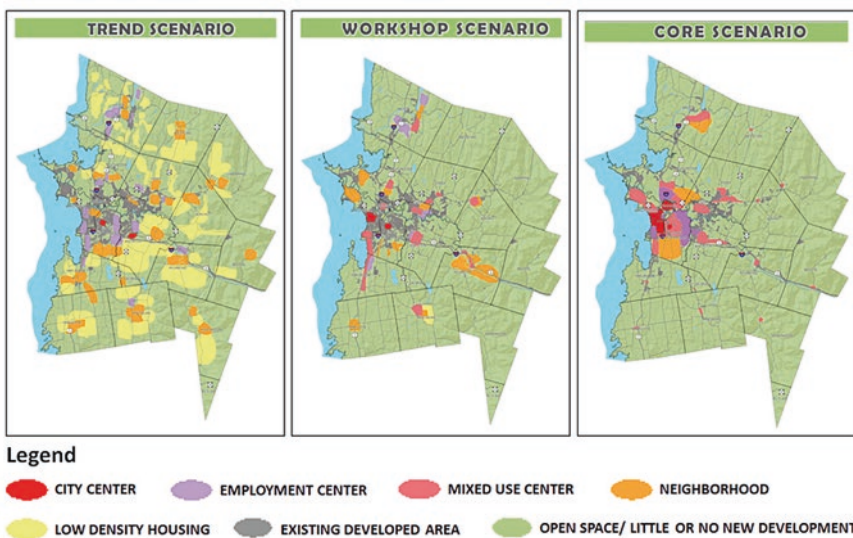 TREND SCENARIO
WORKSHOP SCENARIO
CORE SCENARIO
Legend
CITY CENTER
EMPLOYMENT CENTER
MIXED USE CENTER
NEIGHBORHOOD
LOW DENSITY HOUSING
EXISTING DEVELOPED AREA
OPEN SPACE/ LITTLE OR NO NEW DEVELOPMENT